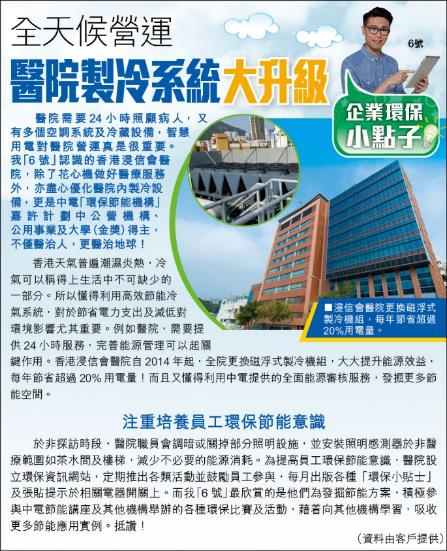 全天候營運
醫院製冷系統大升級
6號
企業環保
小點子
醫院需要24小時照顧病人，又
有多個空調系統及冷藏設備，智慧
用電對醫院營運真是很重要。
我「6號」認識的香港浸信會醫
院，除了花心機做好醫療服務
外，亦盡心優化醫院內製冷設
備，更是中電「環保節能機構」
嘉許計劃中公營機構、
公用事業及大學(金獎)得主，
不僅醫治人，更醫治地球！
香港天氣普遍潮濕炎熱，冷
氣可以稱得上生活中不可缺少的
一部分。所以懂得利用高效節能冷
氣系統，對於節省電力支出及減低對
環境影響尤其重要。例如醫院，需要提
供24小時服務，完善能源管理可以起關
鍵作用。香港浸信會醫院自2014年起，全院更換磁浮式製冷機組，大大提升能源效益，
每年節省超過20%用電量！而且又懂得利用中電提供的全面能源審核服務，發掘更多節
能空間。
■浸信會醫院更換磁浮式
製冷機組，每年節省超過
20%用電量。
注重培養員工環保節能意識
於非探訪時段，醫院職員會調暗或關掉部分照明設施，並安裝照明感測器於非醫
療範圍如茶水間及樓梯，減少不必要的能源消耗。為提高員工環保節能意識，醫院設
立環保資訊網站，定期推出各類活動並鼓勵員工參與，每月出版各種「環保小貼士」
及張貼提示於相關電器開關上。而我「6號」最欣賞的是他們為發掘節能方案，積極參
與中電節能講座及其他機構舉辦的各種環保比賽及活動，藉着向其他機構學習，吸收
更多節能應用實例。抵讚！
(資料由客戶提供)